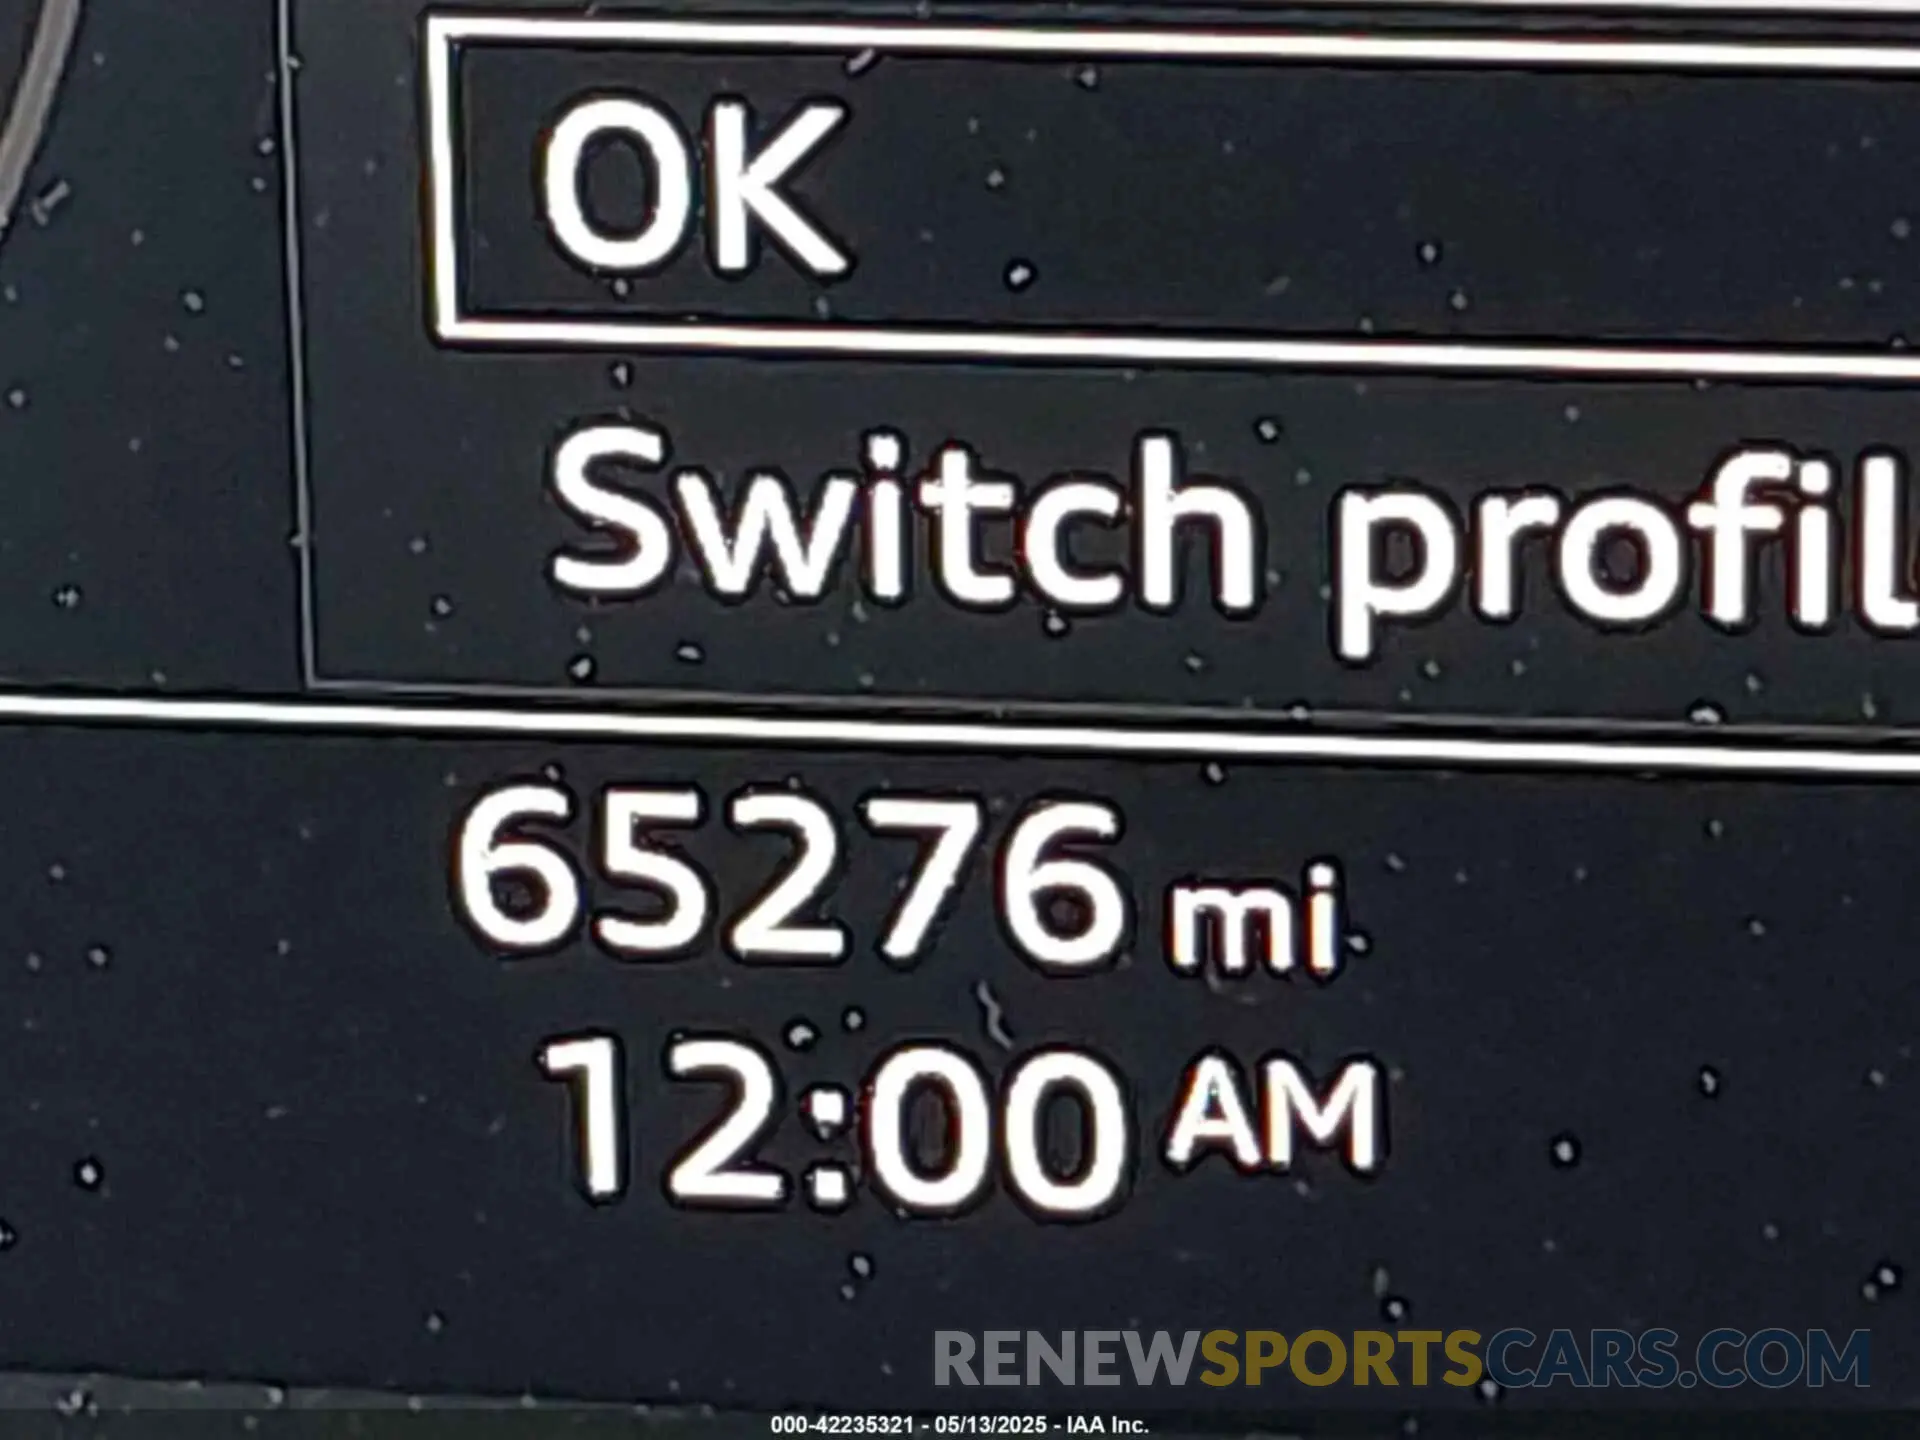 OK
Switch profil
65276 mi
12:00 AM
RENEWSPORTSCARS.COM
000-42235321 - 05/13/2025 - IAA Inc.